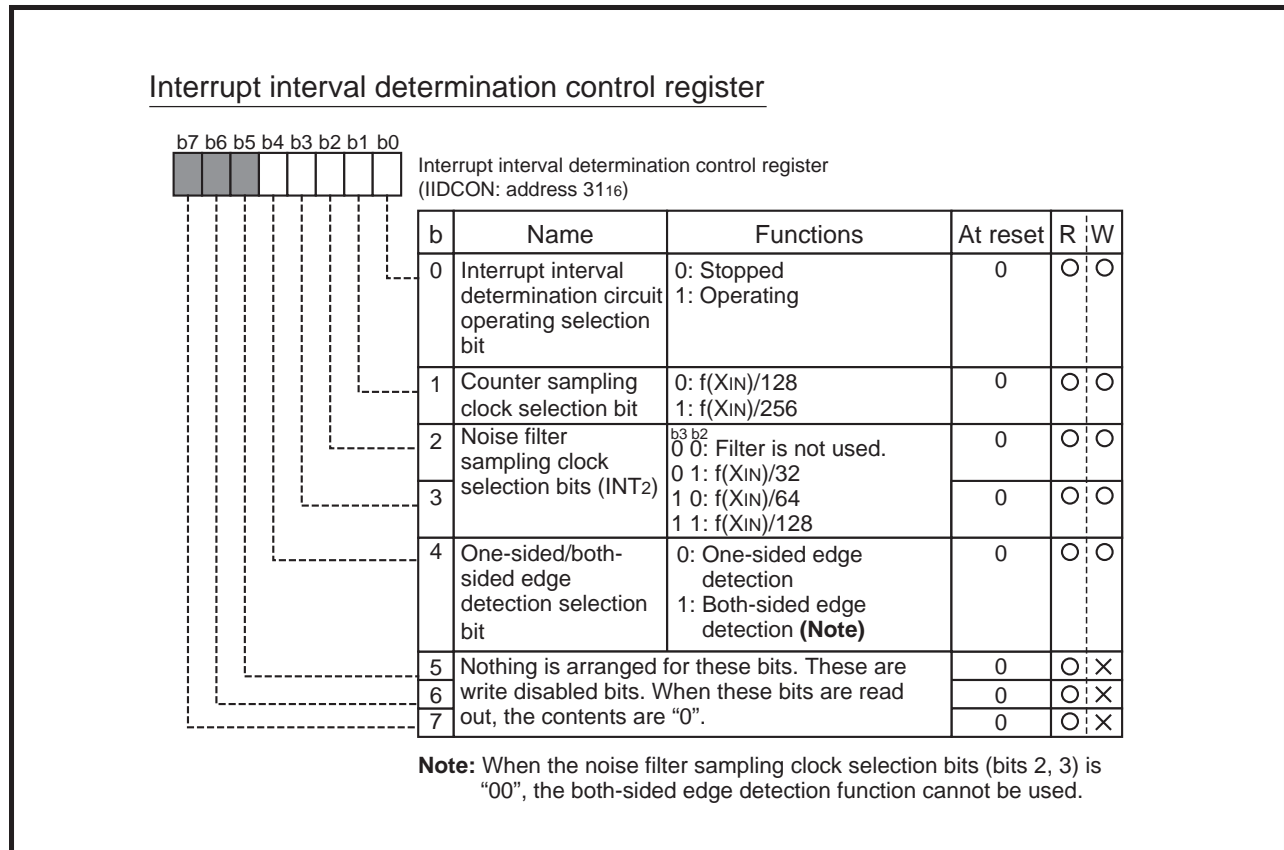 Interrupt interval determination control register
b7 b6 b5 b4 b3 b2 b1 b0
Interrupt interval determination control register
(IIDCON: address 3116)
b Name Functions At reset R W
0 Interrupt interval determination circuit operating selection bit 0: Stopped 1: Operating 0 O O
1 Counter sampling clock selection bit 0: f(XIN)/128 1: f(XIN)/256 0 O O
2 Noise filter sampling clock selection bits (INT2) b3 b2 0 0: Filter is not used. 0 O O
0 1: f(XIN)/32
3 1 0: f(XIN)/64 0 O O
1 1: f(XIN)/128
4 One-sided/both-sided edge detection selection bit 0: One-sided edge detection 1: Both-sided edge detection (Note) 0 O O
5 Nothing is arranged for these bits. These are 0 O X
6 write disabled bits. When these bits are read 0 O X
7 out, the contents are “0”. 0 O X
Note: When the noise filter sampling clock selection bits (bits 2, 3) is
“00”, the both-sided edge detection function cannot be used.